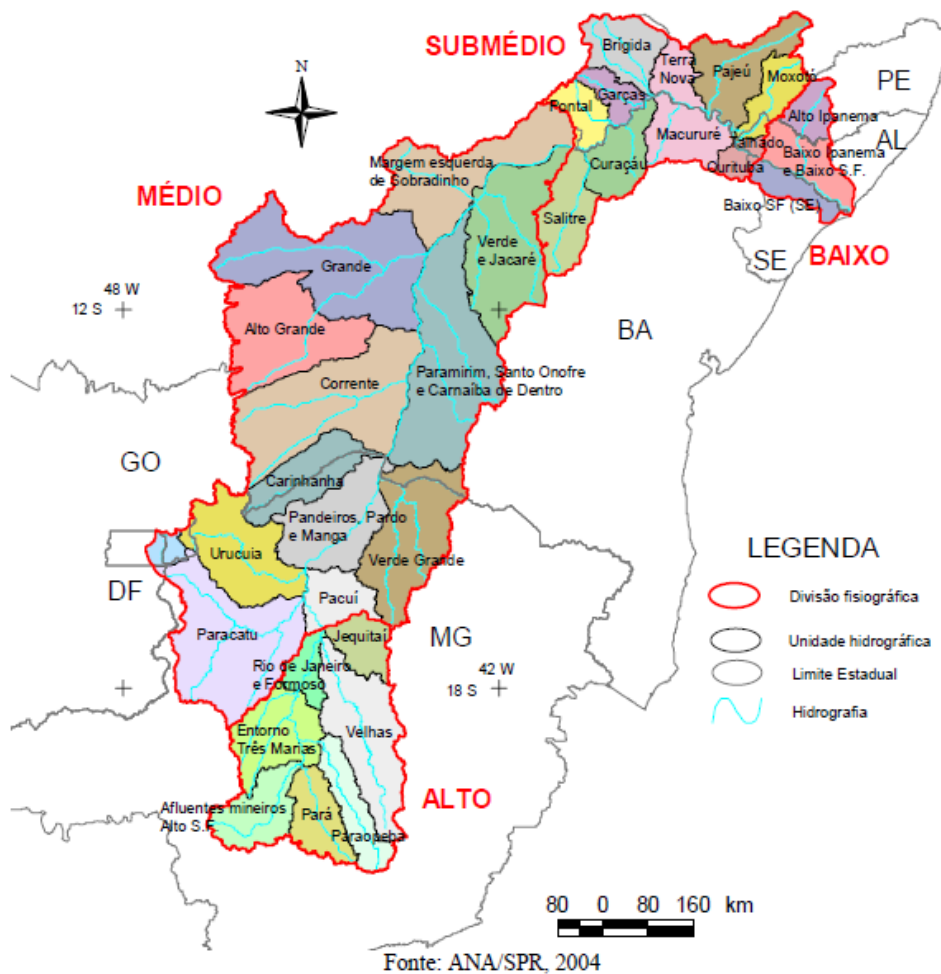 SUBMÉDIO
Brígida
Terra
Nova
Pajeú
Moxotó
PE
N
Pontal
Garças
Alto Ipanema
AL
Macururé
Talhado
Margem esquerda
de Sobradinho
Curaçáu
Curituba
Baixo Ipanema
e Baixo S.F.
MÉDIO
Salitre
Baixo SF (SE)
Verde
e Jacaré
SE
BAIXO
Grande
48 W
12 S
Alto Grande
BA
Corrente
Paramirim, Santo Onofre
e Carnaíba de Dentro
GO
Carinhanha
Pandeiros, Pardo
e Manga
Urucuia
Verde Grande
LEGENDA
DF
Pacuí
Divisão fisiográfica
Paracatu
Jequitaí
MG
Unidade hidrográfica
Rio de Janeiro
e Formoso
42 W
18 S
Limite Estadual
Hidrografia
Entorno
Três Marias
Velhas
Afluentes mineiros
Alto S.F.
Pará
Paraopeba
ALTO
80 0 80 160 km
Fonte: ANA/SPR, 2004